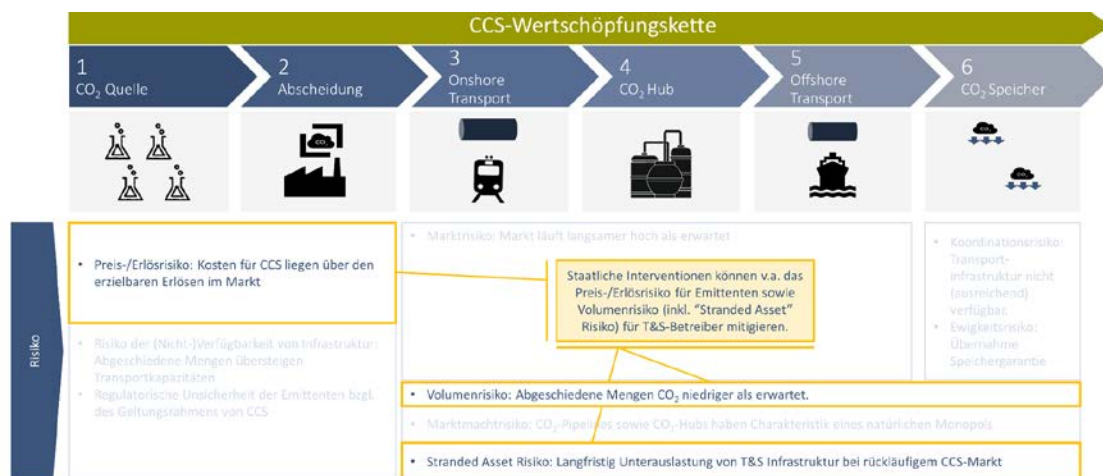 CCS-Wertschöpfungskette
1
CO₂ Quelle
2
Abscheidung
3
Onshore
Transport
4
CO₂ Hub
5
Offshore
Transport
6
CO₂ Speicher
CO₂
CO₂
CO₂
Risiko
• Preis-/Erlösrisiko: Kosten für CCS liegen über den
erzielbaren Erlösen im Markt
• Risiko der (Nicht-)Verfügbarkeit von Infrastruktur:
Abgeschiedene Mengen übersteigen
Transportkapazitäten
• Regulatorische Unsicherheit der Emittenten bzgl.
des Geltungsrahmens von CCS
• Marktrisiko: Markt läuft langsamer hoch als erwartet
Staatliche Interventionen können v.a. das
Preis-/Erlösrisiko für Emittenten sowie
Volumenrisiko (inkl. "Stranded Asset"
Risiko) für T&S-Betreiber mitigieren.
• Volumenrisiko: Abgeschiedene Mengen CO₂ niedriger als erwartet.
• Marktmachtrisiko: CO₂-Pipelines sowie CO₂-Hubs haben Charakteristik eines natürlichen Monopols
• Stranded Asset Risiko: Langfristig Unterauslastung von T&S Infrastruktur bei rückläufigem CCS-Markt
• Koordinationsrisiko:
Transport-
infrastruktur nicht
(ausreichend)
verfügbar.
• Ewigkeitsrisiko:
Übernahme
Speichergarantie